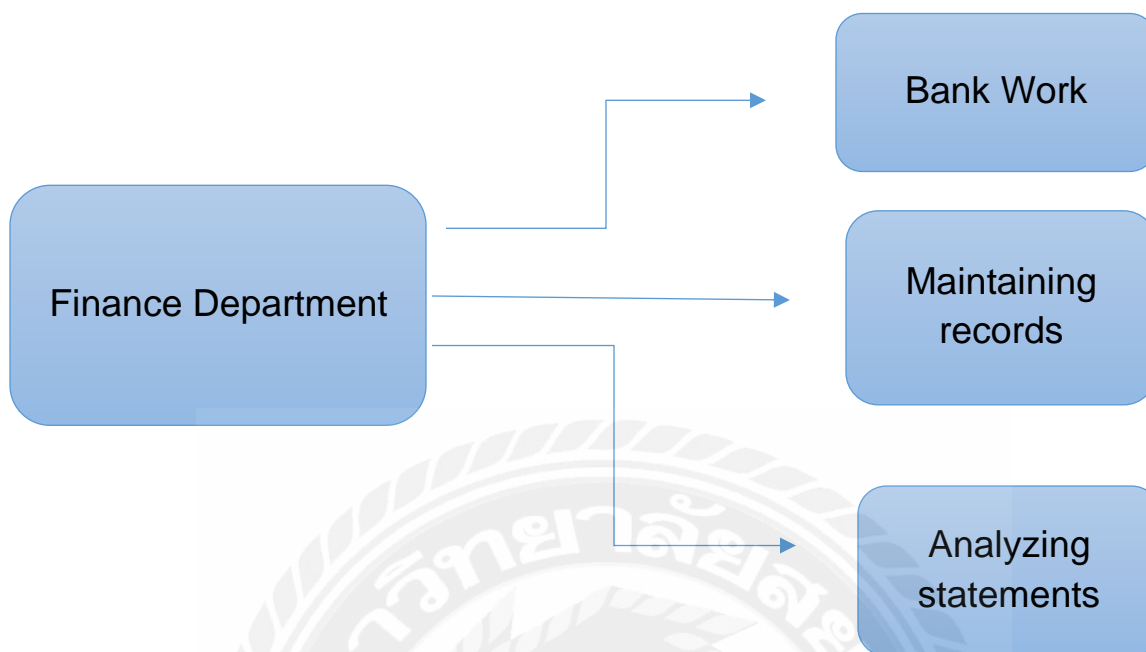 Bank Work
Finance Department
Maintaining
records
Analyzing
statements